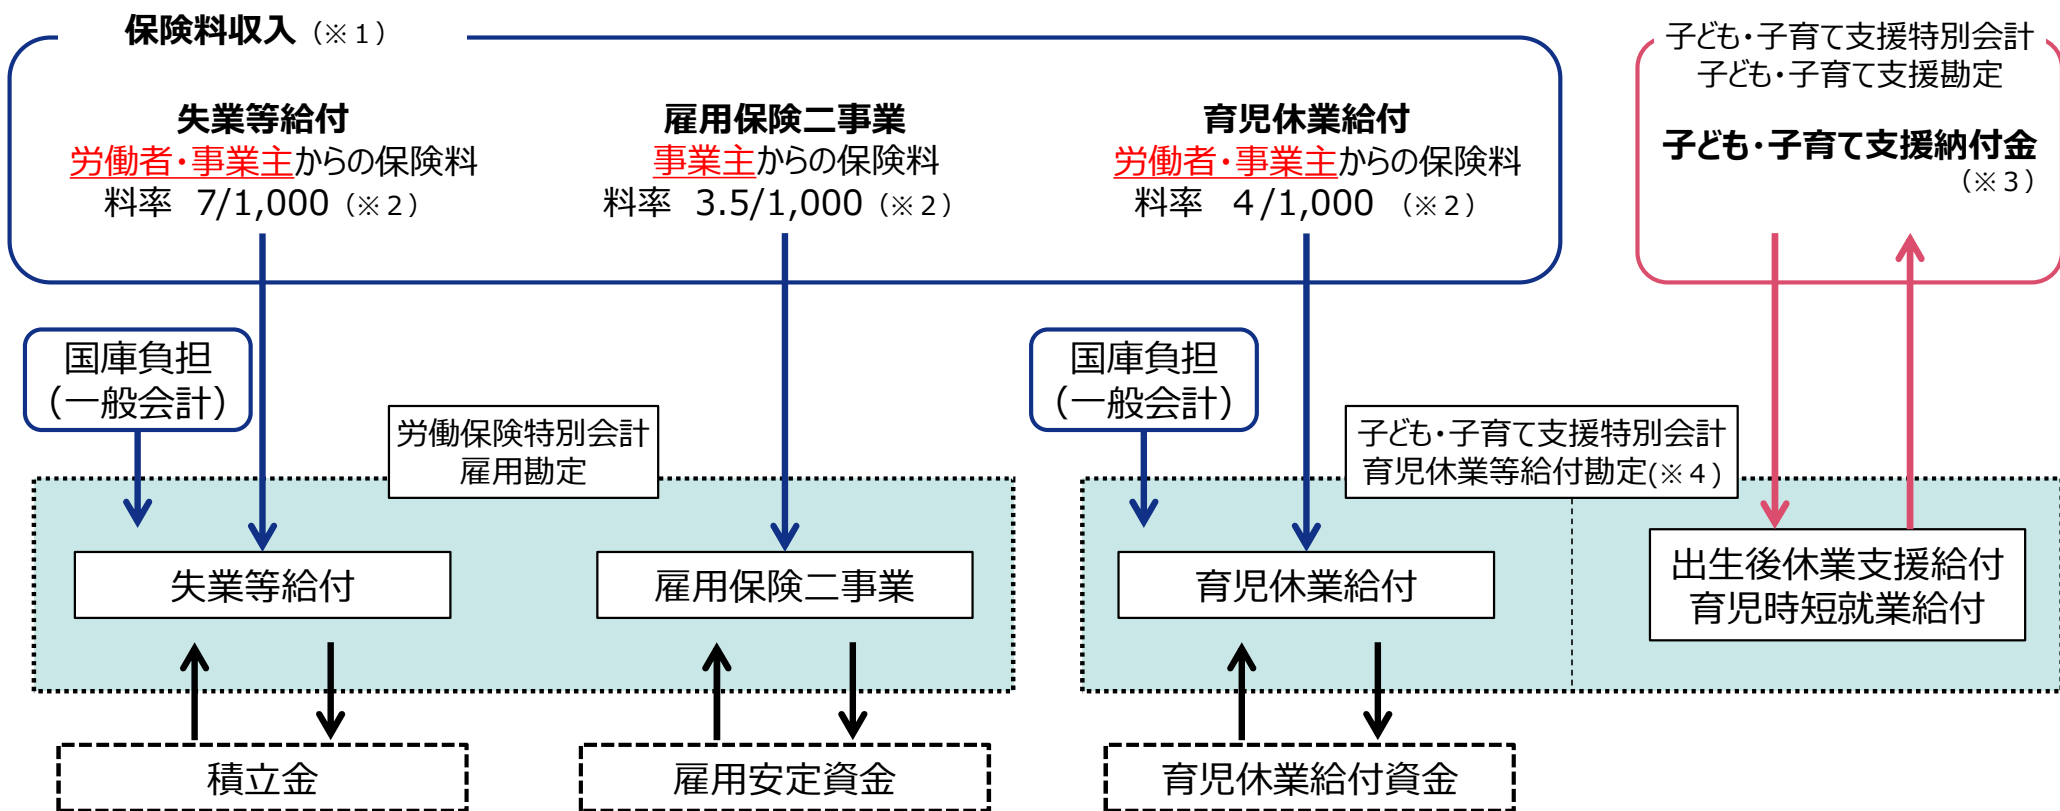 保険料収入（※１）
失業等給付
労働者・事業主からの保険料
料率 7/1,000（※２）
雇用保険二事業
事業主からの保険料
料率 3.5/1,000（※２）
育児休業給付
労働者・事業主からの保険料
料率 ４/1,000 （※２）
子ども・子育て支援特別会計
子ども・子育て支援勘定
子ども・子育て支援納付金
（※３）
国庫負担
（一般会計）
国庫負担
（一般会計）
労働保険特別会計
雇用勘定
子ども・子育て支援特別会計
育児休業等給付勘定(※４)
失業等給付
雇用保険二事業
育児休業給付
出生後休業支援給付
育児時短就業給付
積立金
雇用安定資金
育児休業給付資金